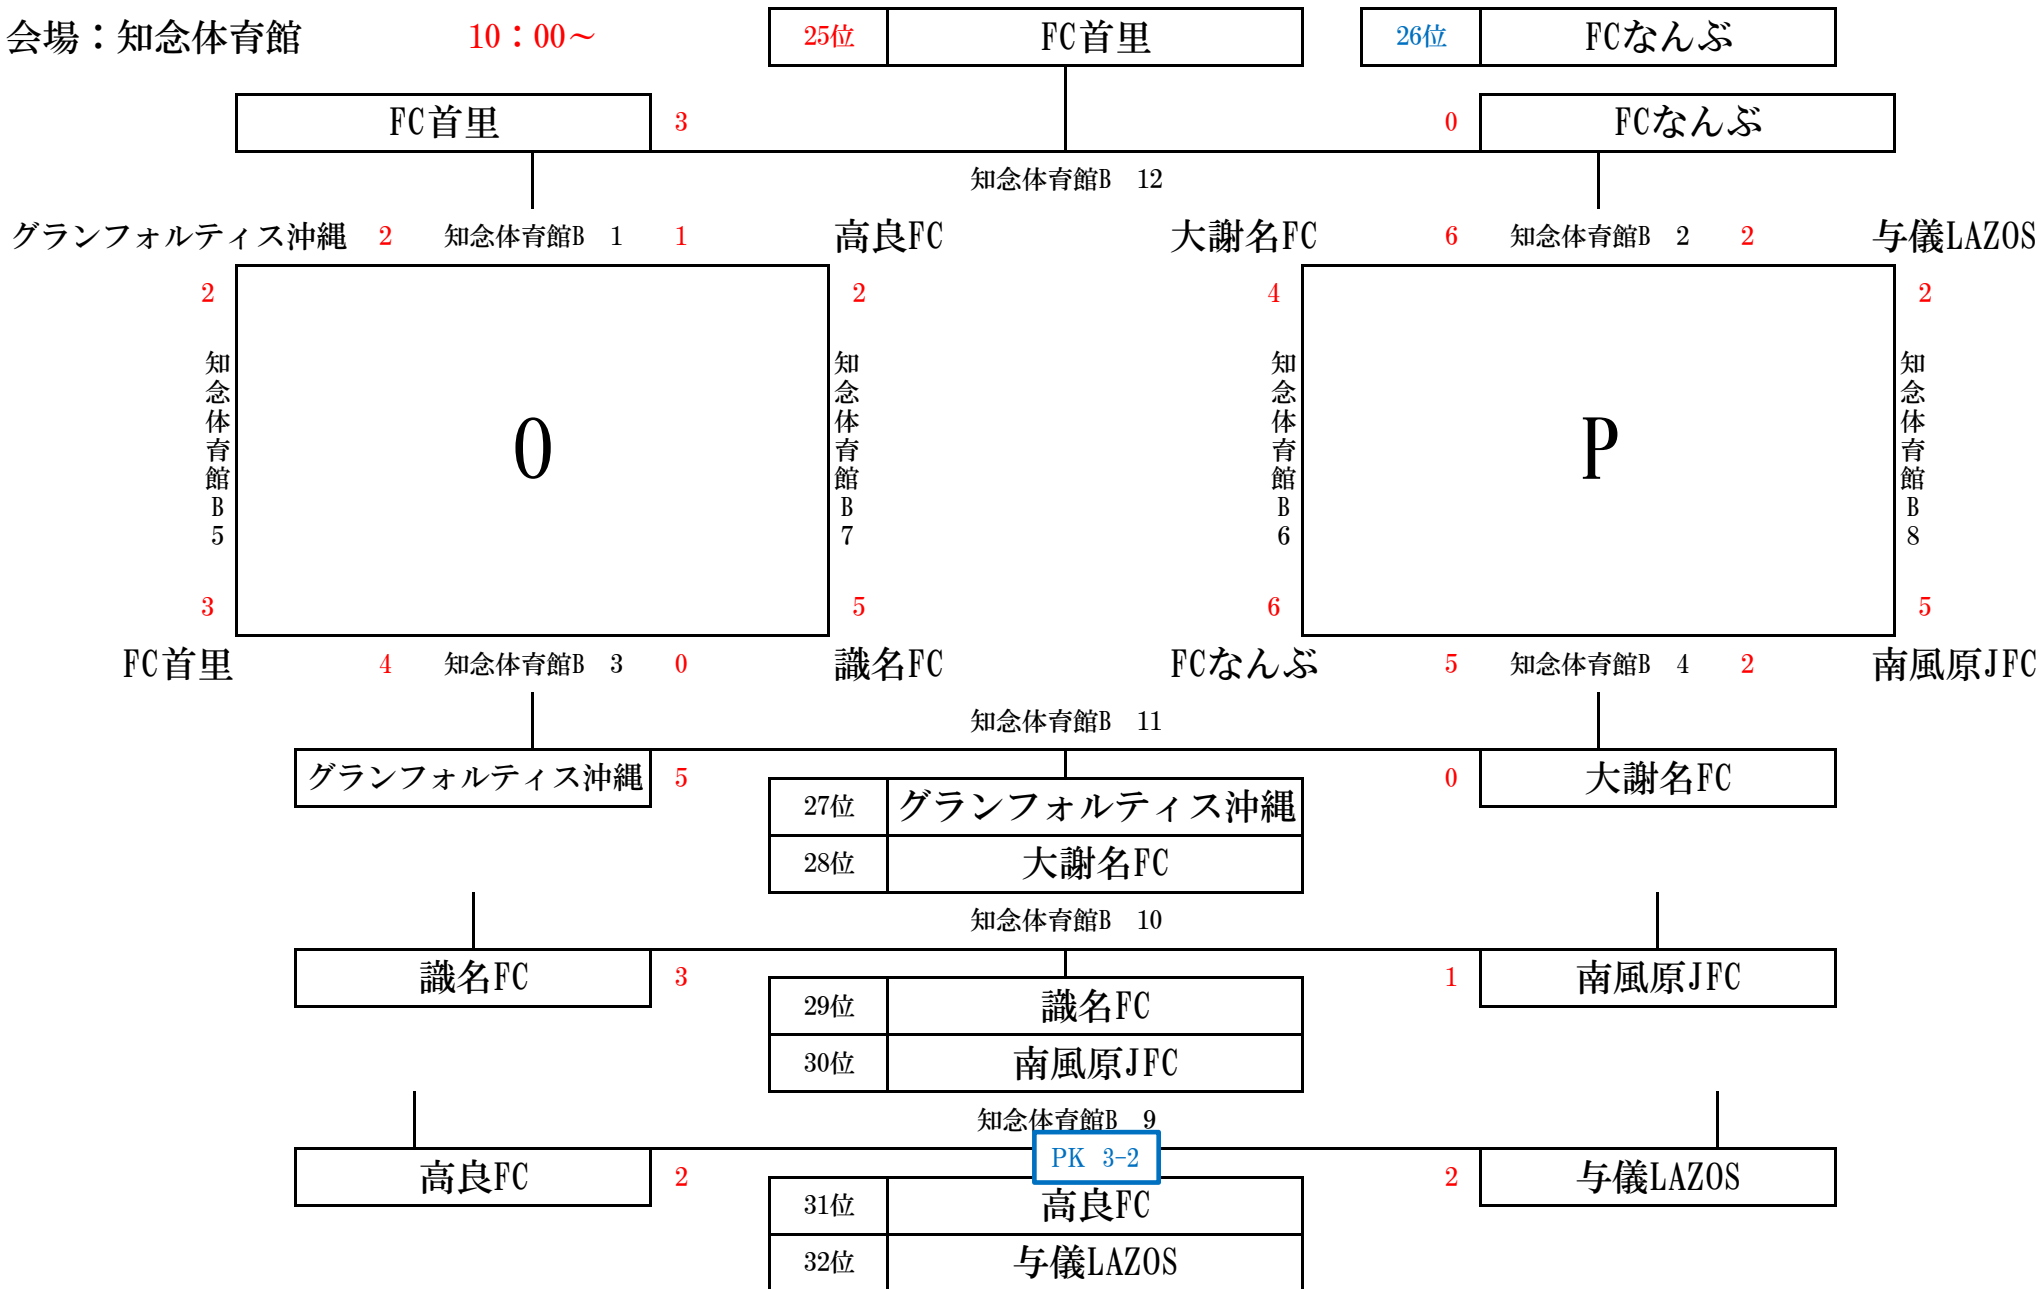 会場：知念体育館 10：00～ 25位 FC首里 26位 FCなんぶ
FC首里 3 0 FCなんぶ
知念体育館B 12
グランフォルティス沖縄 2 知念体育館B 1 1 高良FC 大謝名FC 6 知念体育館B 2 2 与儀LAZOS
2 2 4 2
知念体育館B5
O
知念体育館B7
知念体育館B6
P
知念体育館B8
3 5 6 5
FC首里 4 知念体育館B 3 0 識名FC FCなんぶ 5 知念体育館B 4 2 南風原JFC
知念体育館B 11
グランフォルティス沖縄 5 0 大謝名FC
27位 グランフォルティス沖縄
28位 大謝名FC
知念体育館B 10
識名FC 3 1 南風原JFC
29位 識名FC
30位 南風原JFC
知念体育館B 9
PK 3-2
高良FC 2 2 与儀LAZOS
31位 高良FC
32位 与儀LAZOS